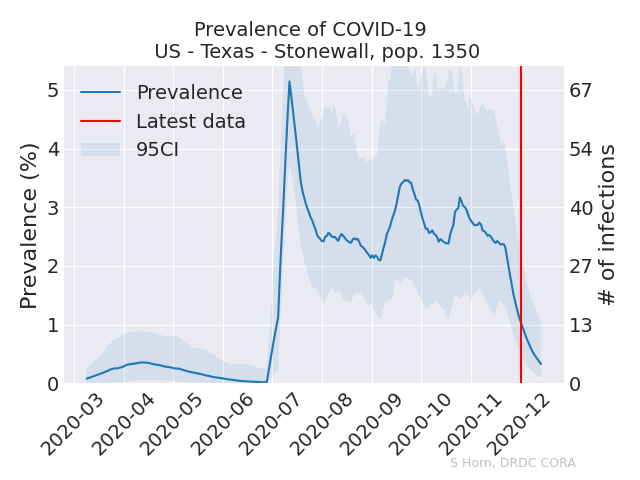 Prevalence of COVID-19
US - Texas - Stonewall, pop. 1350
Prevalence
Latest data
95CI
Prevalence (%)
5
4
3
2
1
0
67
54
40
27
13
0
# of infections
2020-03
2020-04
2020-05
2020-06
2020-07
2020-08
2020-09
2020-10
2020-11
2020-12
S Horn, DRDC CORA